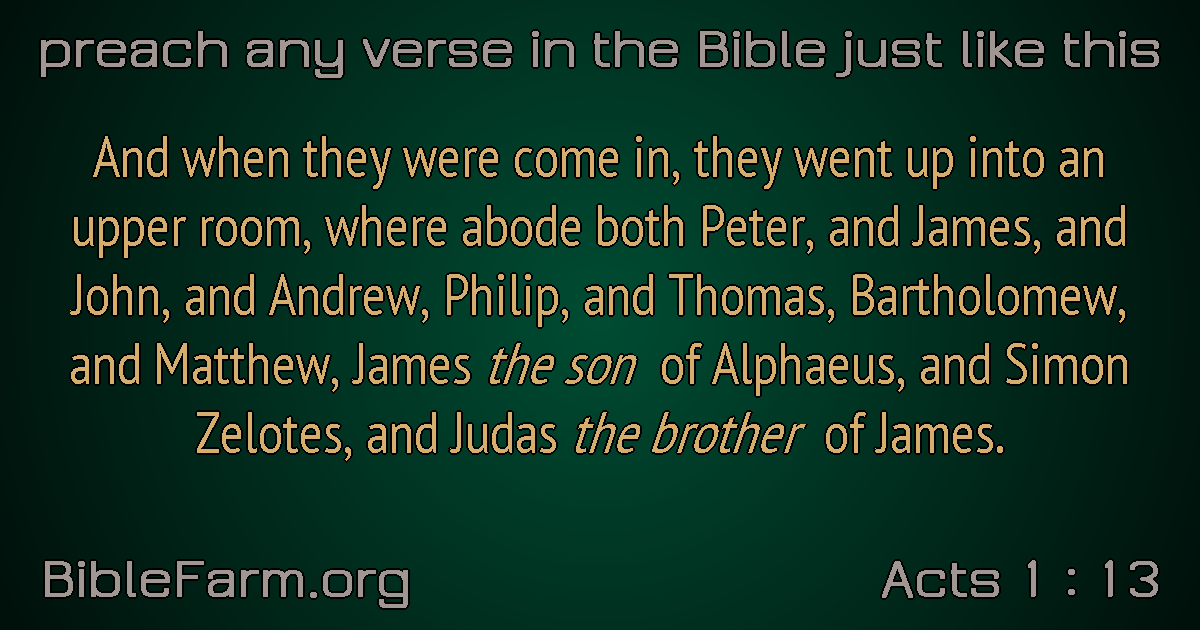 preach any verse in the Bible just like this
And when they were come in, they went up into an
upper room, where abode both Peter, and James, and
John, and Andrew, Philip, and Thomas, Bartholomew,
and Matthew, James the son of Alphaeus, and Simon
Zelotes, and Judas the brother of James.
BibleFarm.org
Acts 1 : 13